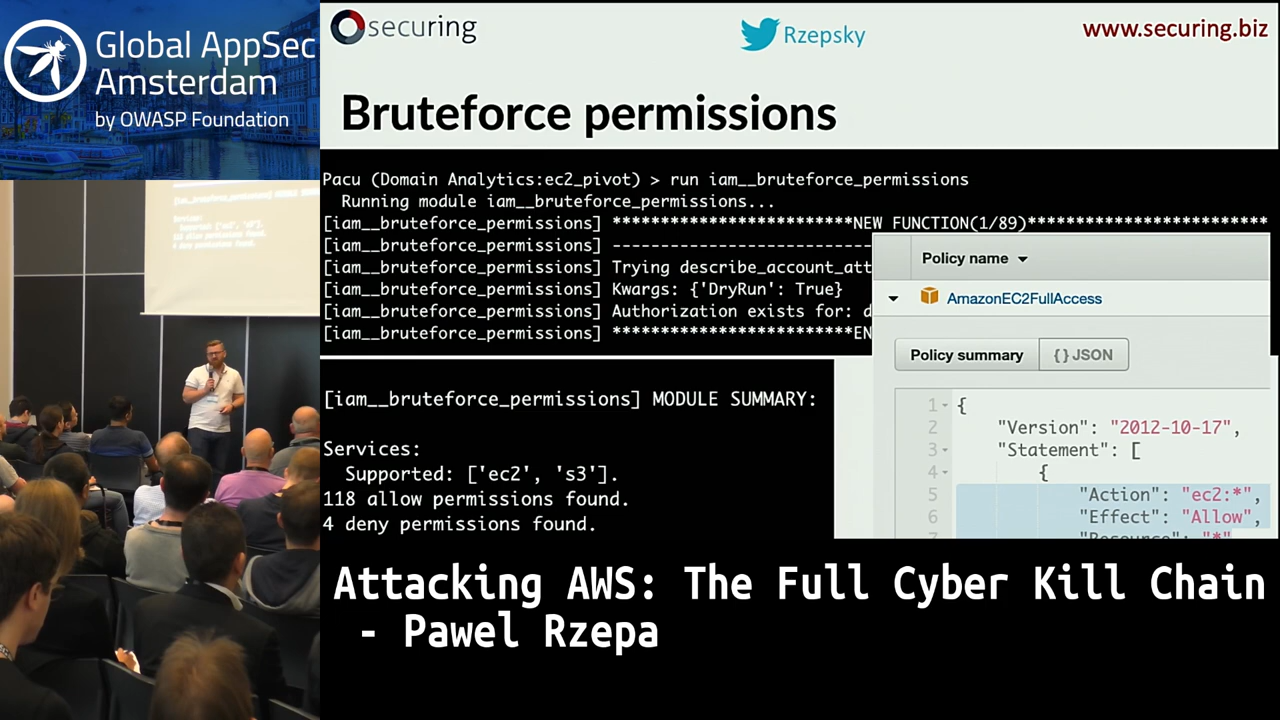 Global AppSec
Amsterdam
by OWASP Foundation
securing
Rzepsky
www.securing.biz
Bruteforce permissions
Pacu (Domain Analytics:ec2_pivot) > run iam__bruteforce_permissions
Running module iam__bruteforce_permissions...
[iam__bruteforce_permissions] *************************NEW FUNCTION(1/89)*************************
[iam__bruteforce_permissions] ---------------------------
[iam__bruteforce_permissions] Trying describe_account_att
[iam__bruteforce_permissions] Kwargs: {'DryRun': True}
[iam__bruteforce_permissions] Authorization exists for: d
[iam__bruteforce_permissions] *************************EN
Policy name
AmazonEC2FullAccess
Policy summary
{ } JSON
1 {
2 "Version": "2012-10-17",
3 "Statement": [
4 {
5 "Action": "ec2:*",
6 "Effect": "Allow",
7 "Resource": "*"
[iam__bruteforce_permissions] MODULE SUMMARY:
Services:
Supported: ['ec2', 's3'].
118 allow permissions found.
4 deny permissions found.
Attacking AWS: The Full Cyber Kill Chain
- Pawel Rzepa